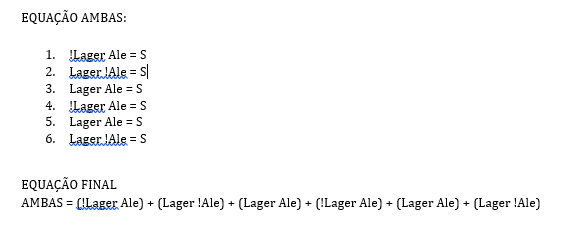 EQUAÇÃO AMBAS:
1. !Lager Ale = S
2. Lager !Ale = S
3. Lager Ale = S
4. !Lager Ale = S
5. Lager Ale = S
6. Lager !Ale = S
EQUAÇÃO FINAL
AMBAS = (!Lager Ale) + (Lager !Ale) + (Lager Ale) + (!Lager Ale) + (Lager Ale) + (Lager !Ale)